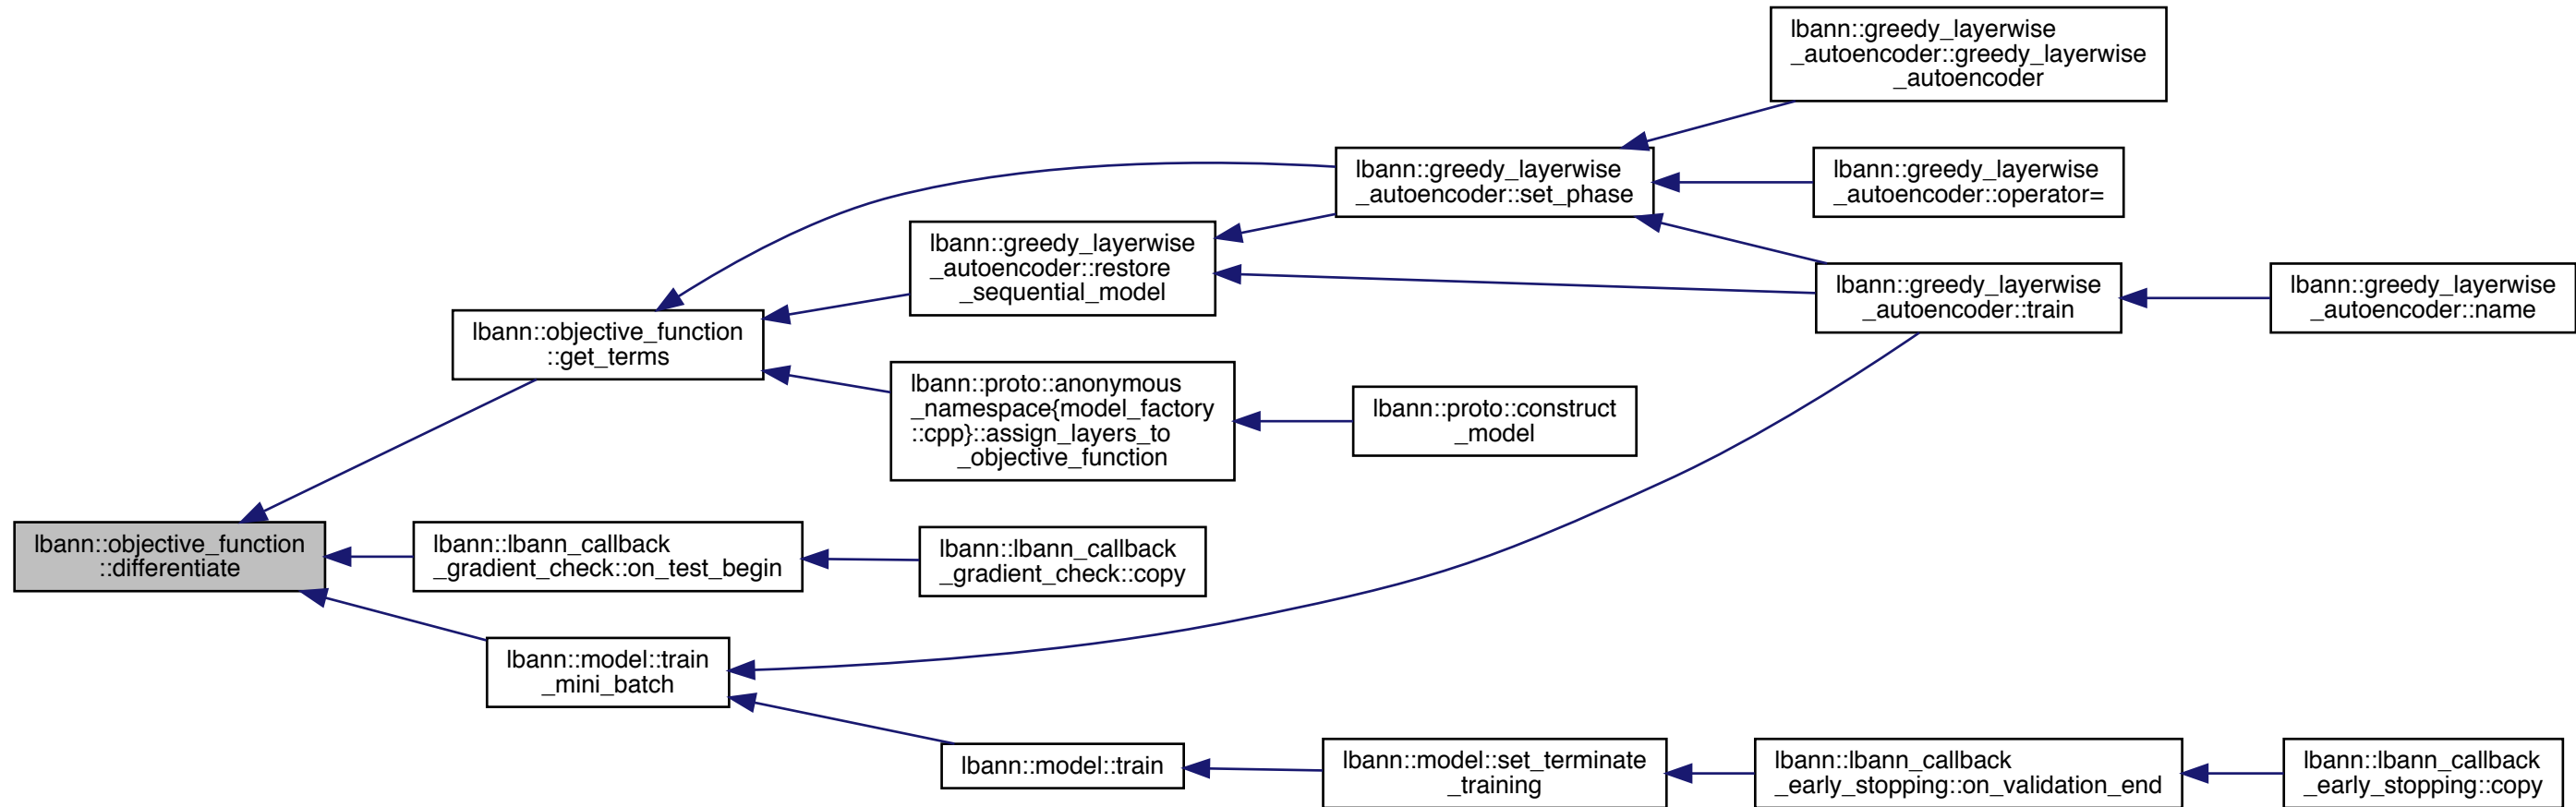 lbann::greedy_layerwise
_autoencoder::greedy_layerwise
_autoencoder
lbann::greedy_layerwise
_autoencoder::set_phase
lbann::greedy_layerwise
_autoencoder::operator=
lbann::greedy_layerwise
_autoencoder::restore
_sequential_model
lbann::greedy_layerwise
_autoencoder::train
lbann::greedy_layerwise
_autoencoder::name
lbann::objective_function
::get_terms
lbann::proto::anonymous
_namespace{model_factory
::cpp}::assign_layers_to
_objective_function
lbann::proto::construct
_model
lbann::objective_function
::differentiate
lbann::lbann_callback
_gradient_check::on_test_begin
lbann::lbann_callback
_gradient_check::copy
lbann::model::train
_mini_batch
lbann::model::train
lbann::model::set_terminate
_training
lbann::lbann_callback
_early_stopping::on_validation_end
lbann::lbann_callback
_early_stopping::copy